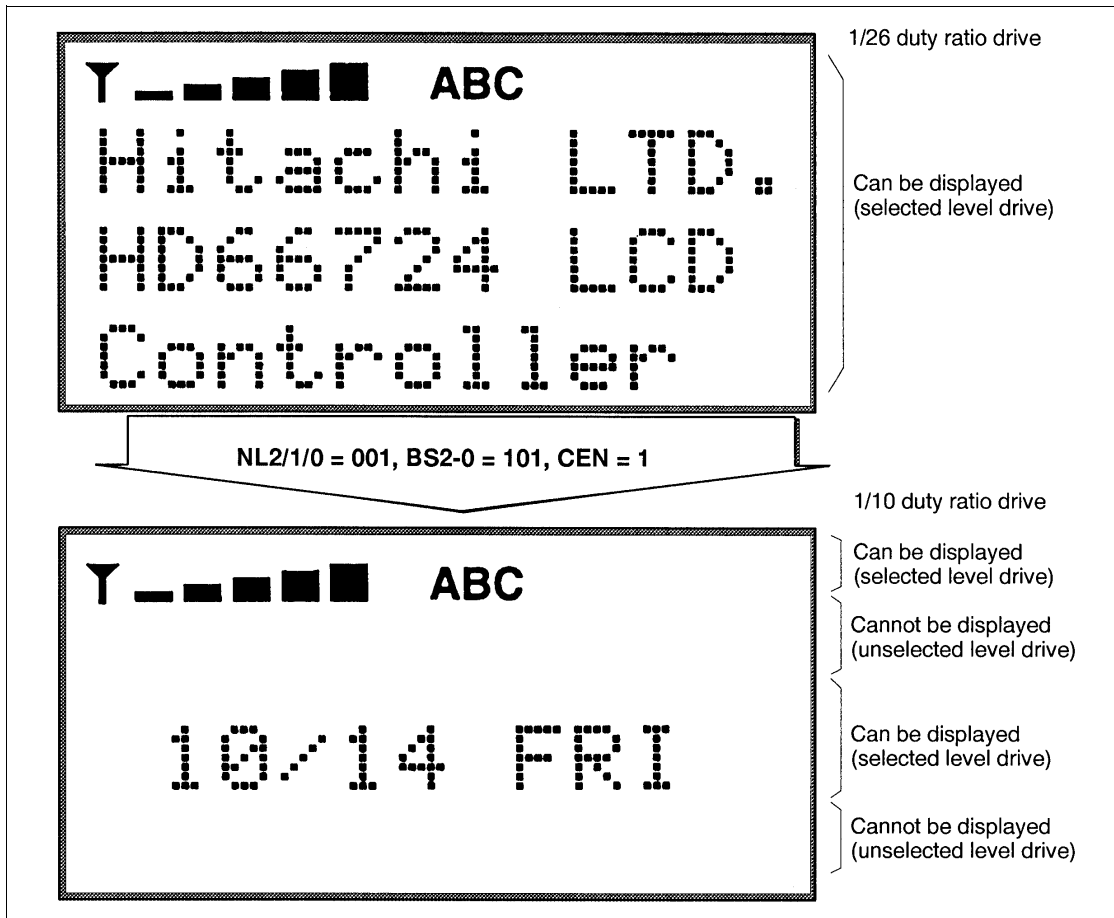 1/26 duty ratio drive
ABC
Hitachi LTD.
Can be displayed
(selected level drive)
HD66724 LCD
Controller
NL2/1/0 = 001, BS2-0 = 101, CEN = 1
1/10 duty ratio drive
Can be displayed
(selected level drive)
ABC
Cannot be displayed
(unselected level drive)
10/14 FRI
Can be displayed
(selected level drive)
Cannot be displayed
(unselected level drive)